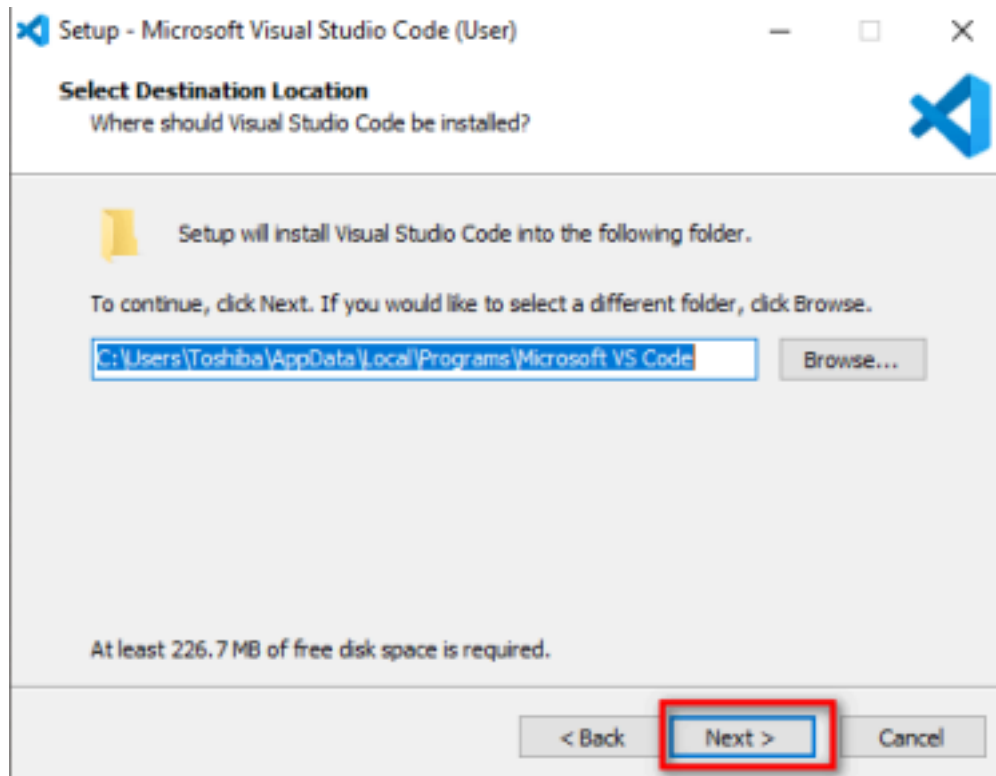 Setup - Microsoft Visual Studio Code (User)
Select Destination Location
Where should Visual Studio Code be installed?
Setup will install Visual Studio Code into the following folder.
To continue, click Next. If you would like to select a different folder, click Browse.
C:\Users\Toshiba\AppData\Local\Programs\Microsoft VS Code
Browse...
At least 226.7 MB of free disk space is required.
< Back
Next >
Cancel